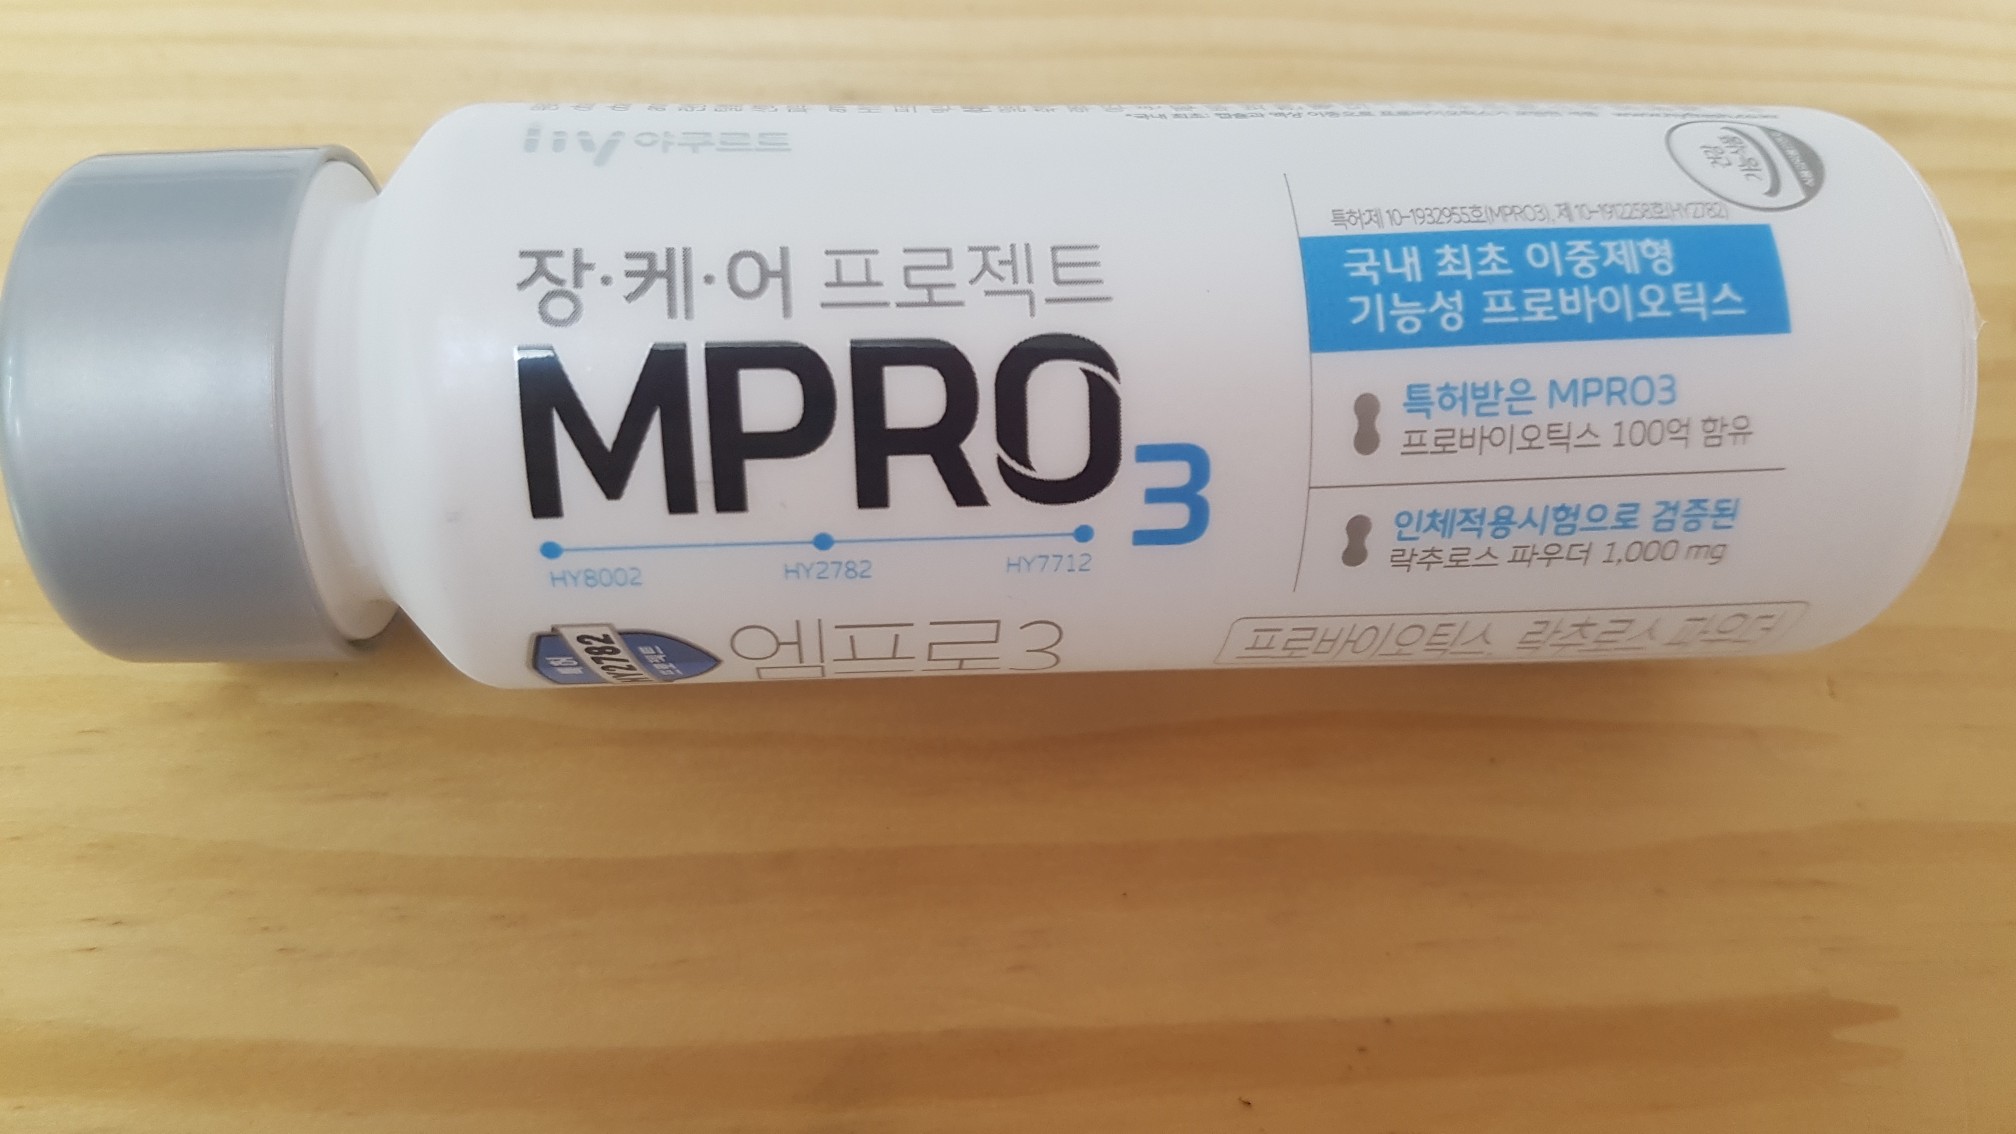 hy 야쿠르트
장·케·어 프로젝트
MPRO3
HY8002 HY2782 HY7712
엠프로3
특허제 10-1932955호(MPRO3), 제10-1912258호(HY2782)
국내 최초 이중제형
기능성 프로바이오틱스
특허받은 MPRO3
프로바이오틱스 100억 함유
인체적용시험으로 검증된
락추로스 파우더 1,000 mg
프로바이오틱스, 락추로스 파우더
HY2782